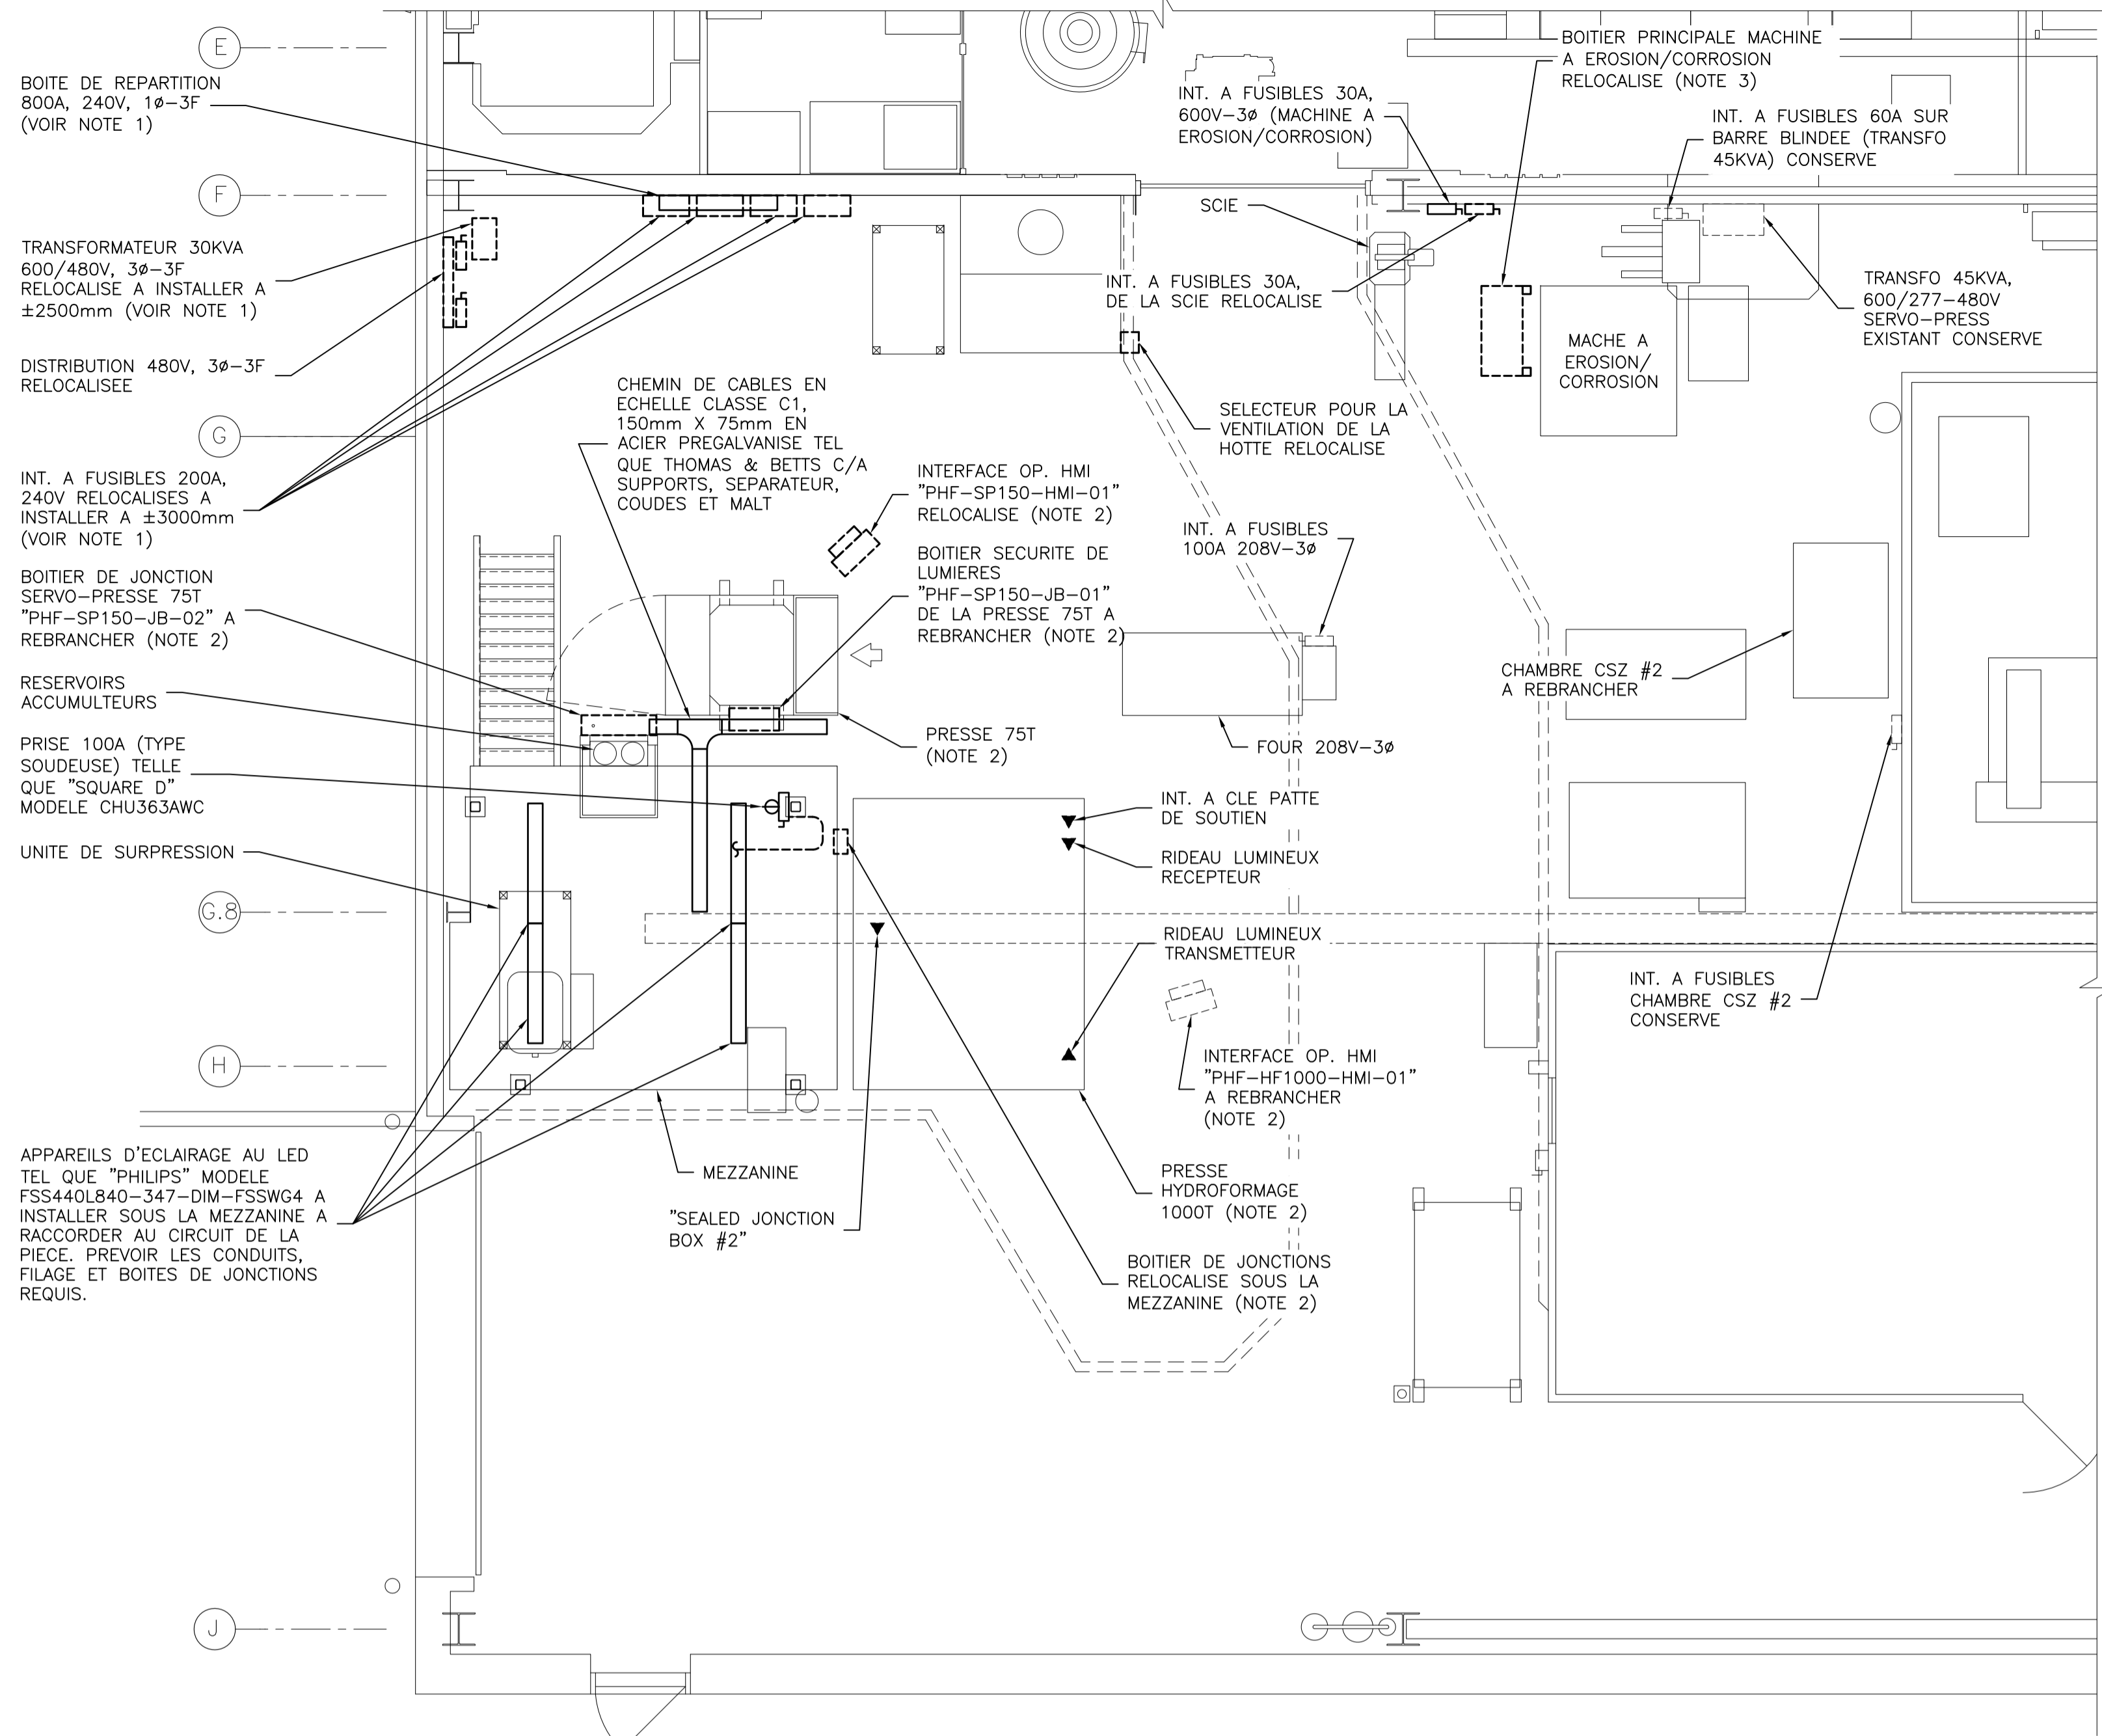 E
BOITE DE REPARTITION
800A, 240V, 1ø-3F
(VOIR NOTE 1)
F
TRANSFORMATEUR 30KVA
600/480V, 3ø-3F
RELOCALISE A INSTALLER A
±2500mm (VOIR NOTE 1)
DISTRIBUTION 480V, 3ø-3F
RELOCALISEE
G
INT. A FUSIBLES 200A,
240V RELOCALISES A
INSTALLER A ±3000mm
(VOIR NOTE 1)
BOITIER DE JONCTION
SERVO-PRESSE 75T
"PHF-SP150-JB-02" A
REBRANCHER (NOTE 2)
RESERVOIRS
ACCUMULTEURS
PRISE 100A (TYPE
SOUDEUSE) TELLE
QUE "SQUARE D"
MODELE CHU363AWC
UNITE DE SURPRESSION
G.8
H
APPAREILS D'ECLAIRAGE AU LED
TEL QUE "PHILIPS" MODELE
FSS440L840-347-DIM-FSSWG4 A
INSTALLER SOUS LA MEZZANINE A
RACCORDER AU CIRCUIT DE LA
PIECE. PREVOIR LES CONDUITS,
FILAGE ET BOITES DE JONCTIONS
REQUIS.
J
CHEMIN DE CABLES EN
ECHELLE CLASSE C1,
150mm X 75mm EN
ACIER PREGALVANISE TEL
QUE THOMAS & BETTS C/A
SUPPORTS, SEPARATEUR,
COUDES ET MALT
INTERFACE OP. HMI
"PHF-SP150-HMI-01"
RELOCALISE (NOTE 2)
BOITIER SECURITE DE
LUMIERES
"PHF-SP150-JB-01"
DE LA PRESSE 75T A
REBRANCHER (NOTE 2)
PRESSE 75T
(NOTE 2)
MEZZANINE
"SEALED JONCTION
BOX #2"
INT. A FUSIBLES 30A,
600V-3ø (MACHINE A
EROSION/CORROSION)
SCIE
INT. A FUSIBLES 30A,
DE LA SCIE RELOCALISE
SELECTEUR POUR LA
VENTILATION DE LA
HOTTE RELOCALISE
INT. A FUSIBLES
100A 208V-3ø
FOUR 208V-3ø
INT. A CLE PATTE
DE SOUTIEN
RIDEAU LUMINEUX
RECEPTEUR
RIDEAU LUMINEUX
TRANSMETTEUR
INTERFACE OP. HMI
"PHF-HF1000-HMI-01"
A REBRANCHER
(NOTE 2)
PRESSE
HYDROFORMAGE
1000T (NOTE 2)
BOITIER DE JONCTIONS
RELOCALISE SOUS LA
MEZZANINE (NOTE 2)
BOITIER PRINCIPALE MACHINE
A EROSION/CORROSION
RELOCALISE (NOTE 3)
INT. A FUSIBLES 60A SUR
BARRE BLINDEE (TRANSFO
45KVA) CONSERVE
TRANSFO 45KVA,
600/277-480V
SERVO-PRESS
EXISTANT CONSERVE
MACHE A
EROSION/
CORROSION
CHAMBRE CSZ #2
A REBRANCHER
INT. A FUSIBLES
CHAMBRE CSZ #2
CONSERVE